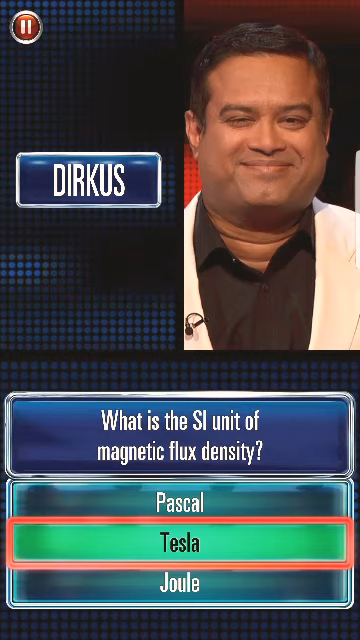 DIRKUS
What is the SI unit of
magnetic flux density?
Pascal
Tesla
Joule